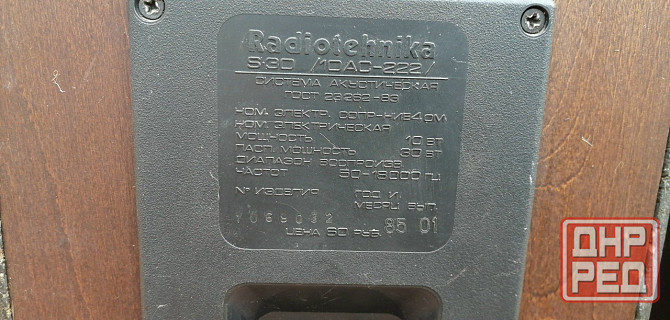 Radiotehnika
S-30 /10АС-222/
СИСТЕМА АКУСТИЧЕСКАЯ
ГОСТ 23262-83
НОМ. ЭЛЕКТР. СОПР-НИЕ 4 ОМ
НОМ. ЭЛЕКТРИЧЕСКАЯ
МОЩНОСТЬ 10 ВТ
ПАСП. МОЩНОСТЬ 30 ВТ
ДИАПАЗОН ВОСПРОИЗВ.
ЧАСТОТ 50-18000 ГЦ
№ ИЗДЕЛИЯ ГОД И
МЕСЯЦ ВЫП.
85 01
ЦЕНА 60 РУБ.
ДНР
РЕД